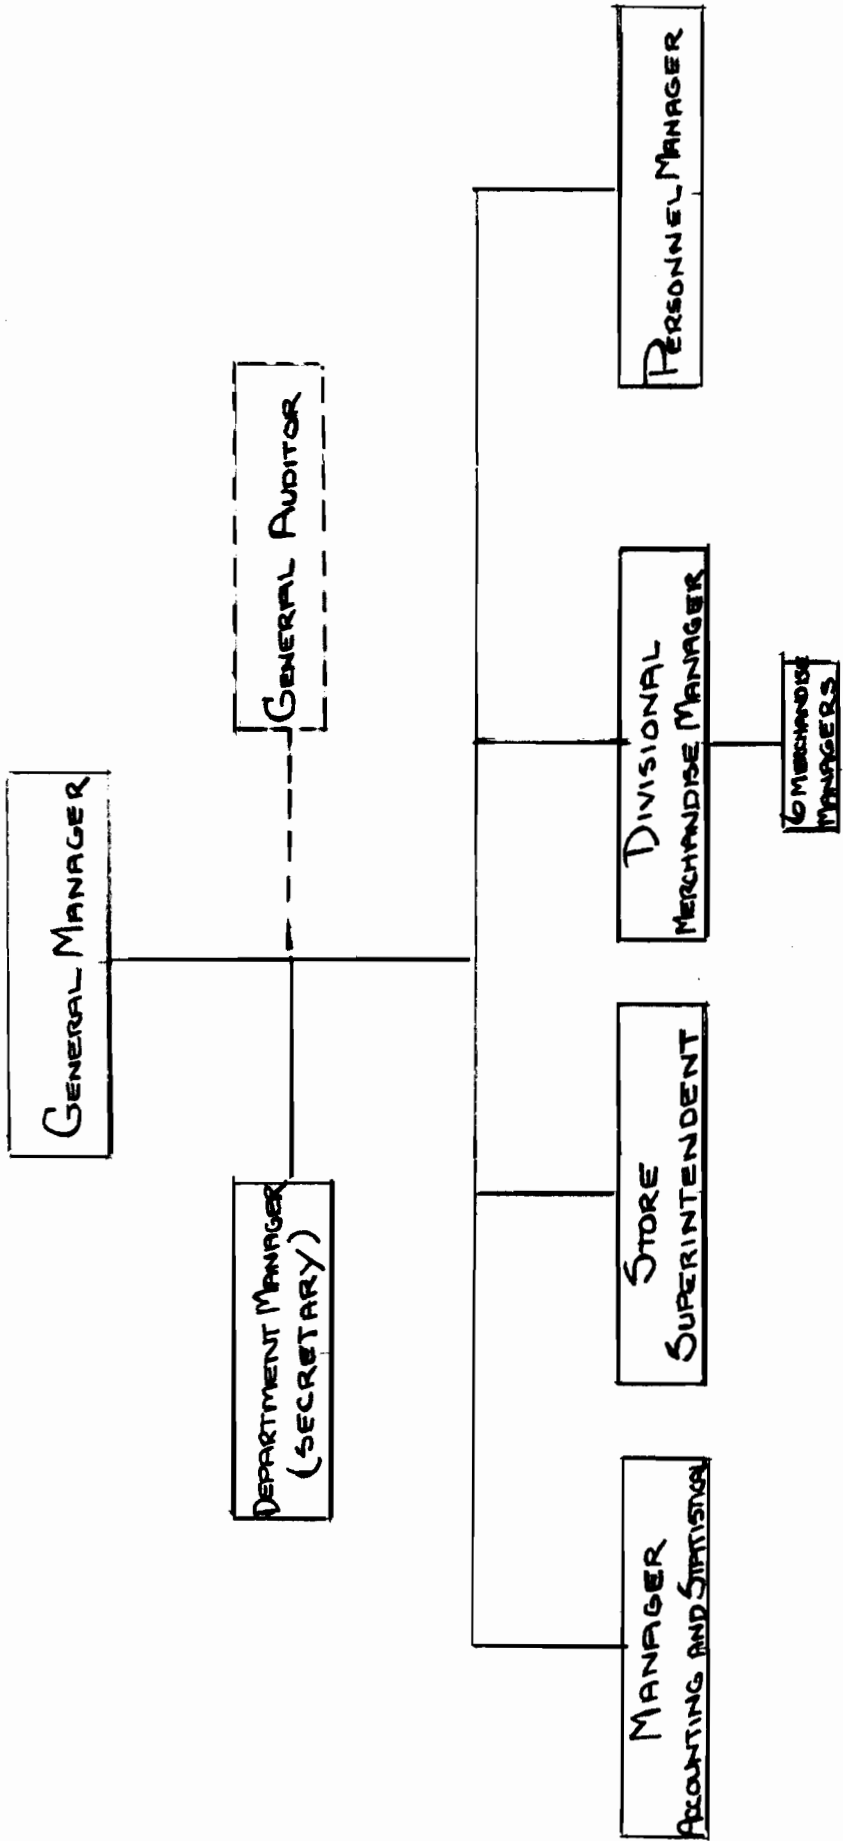 GENERAL MANAGER
DEPARTMENT MANAGER
(SECRETARY)
GENERAL AUDITOR
MANAGER
ACCOUNTING AND STATISTICAL
STORE
SUPERINTENDENT
DIVISIONAL
MERCHANDISE MANAGER
PERSONNEL MANAGER
6 MERCHANDISE
MANAGERS